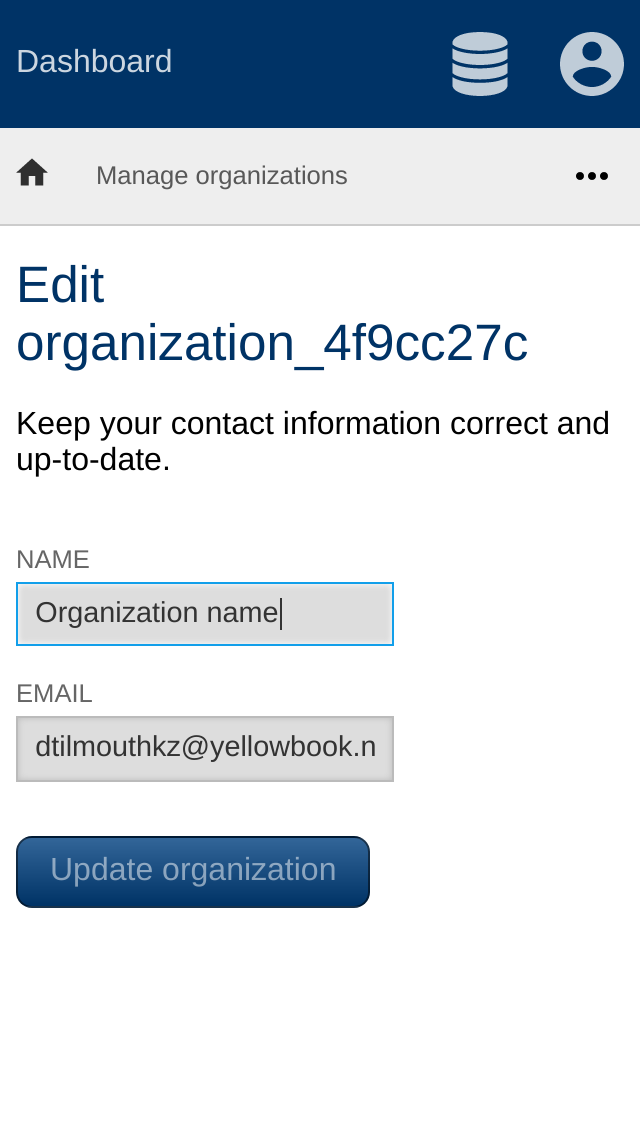 Dashboard
Manage organizations
Edit
organization_4f9cc27c
Keep your contact information correct and
up-to-date.
NAME
Organization name
EMAIL
dtilmouthkz@yellowbook.n
Update organization